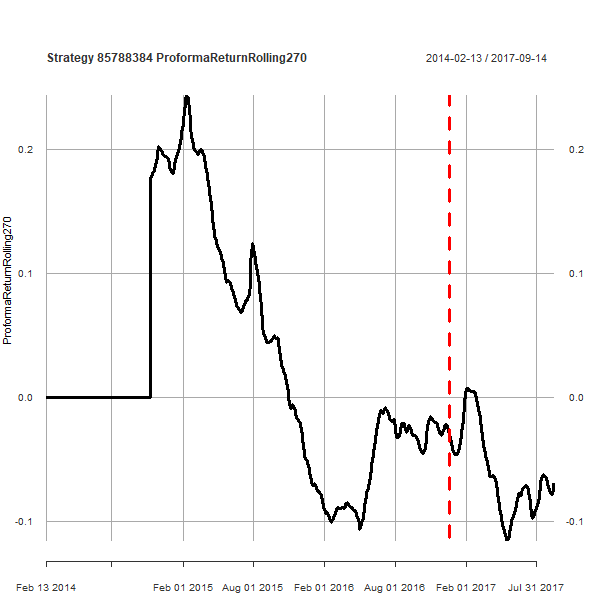 Strategy 85788384 ProformaReturnRolling270
2014-02-13 / 2017-09-14
ProformaReturnRolling270
0.2
0.1
0.0
-0.1
0.2
0.1
0.0
-0.1
Feb 13 2014
Feb 01 2015
Aug 01 2015
Feb 01 2016
Aug 01 2016
Feb 01 2017
Jul 31 2017